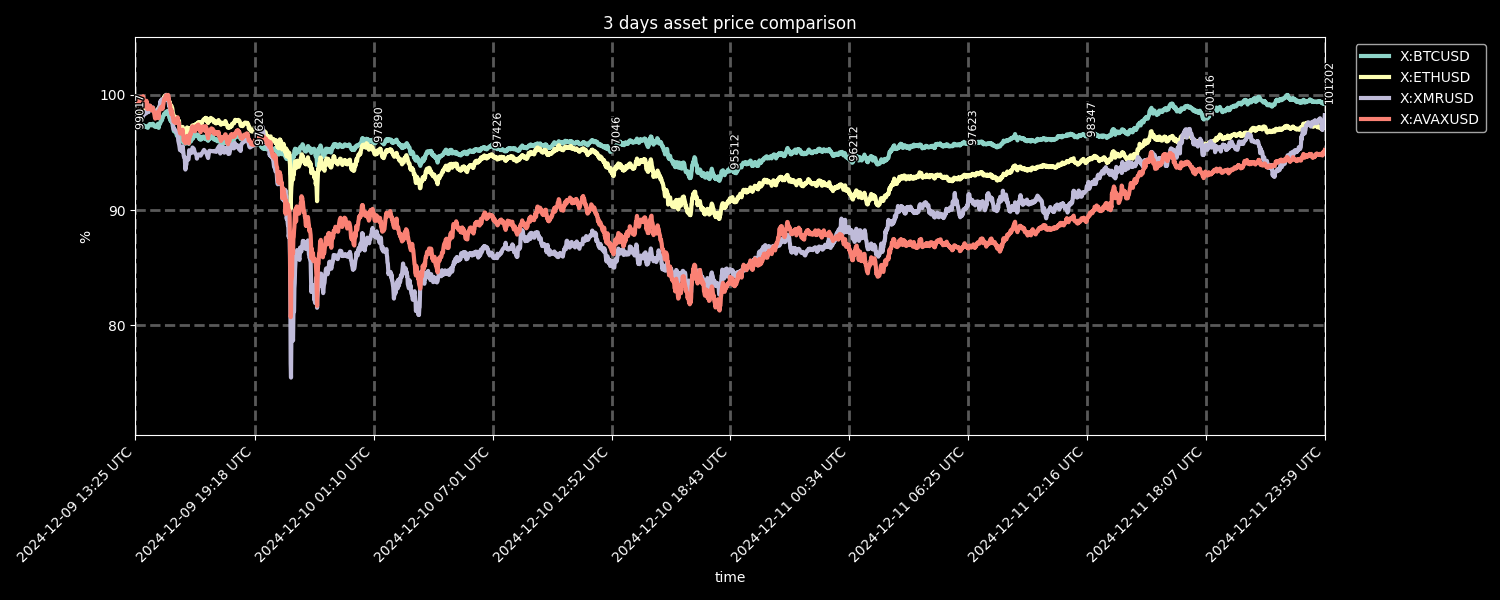 3 days asset price comparison
X:BTCUSD
X:ETHUSD
X:XMRUSD
X:AVAXUSD
100
90
80
%
97620
97890
97426
97046
95512
96212
97623
98347
100116
101202
2024-12-09 13:25 UTC
2024-12-09 19:18 UTC
2024-12-10 01:10 UTC
2024-12-10 07:01 UTC
2024-12-10 12:52 UTC
2024-12-10 18:43 UTC
2024-12-11 00:34 UTC
2024-12-11 06:25 UTC
2024-12-11 12:16 UTC
2024-12-11 18:07 UTC
2024-12-11 23:59 UTC
time